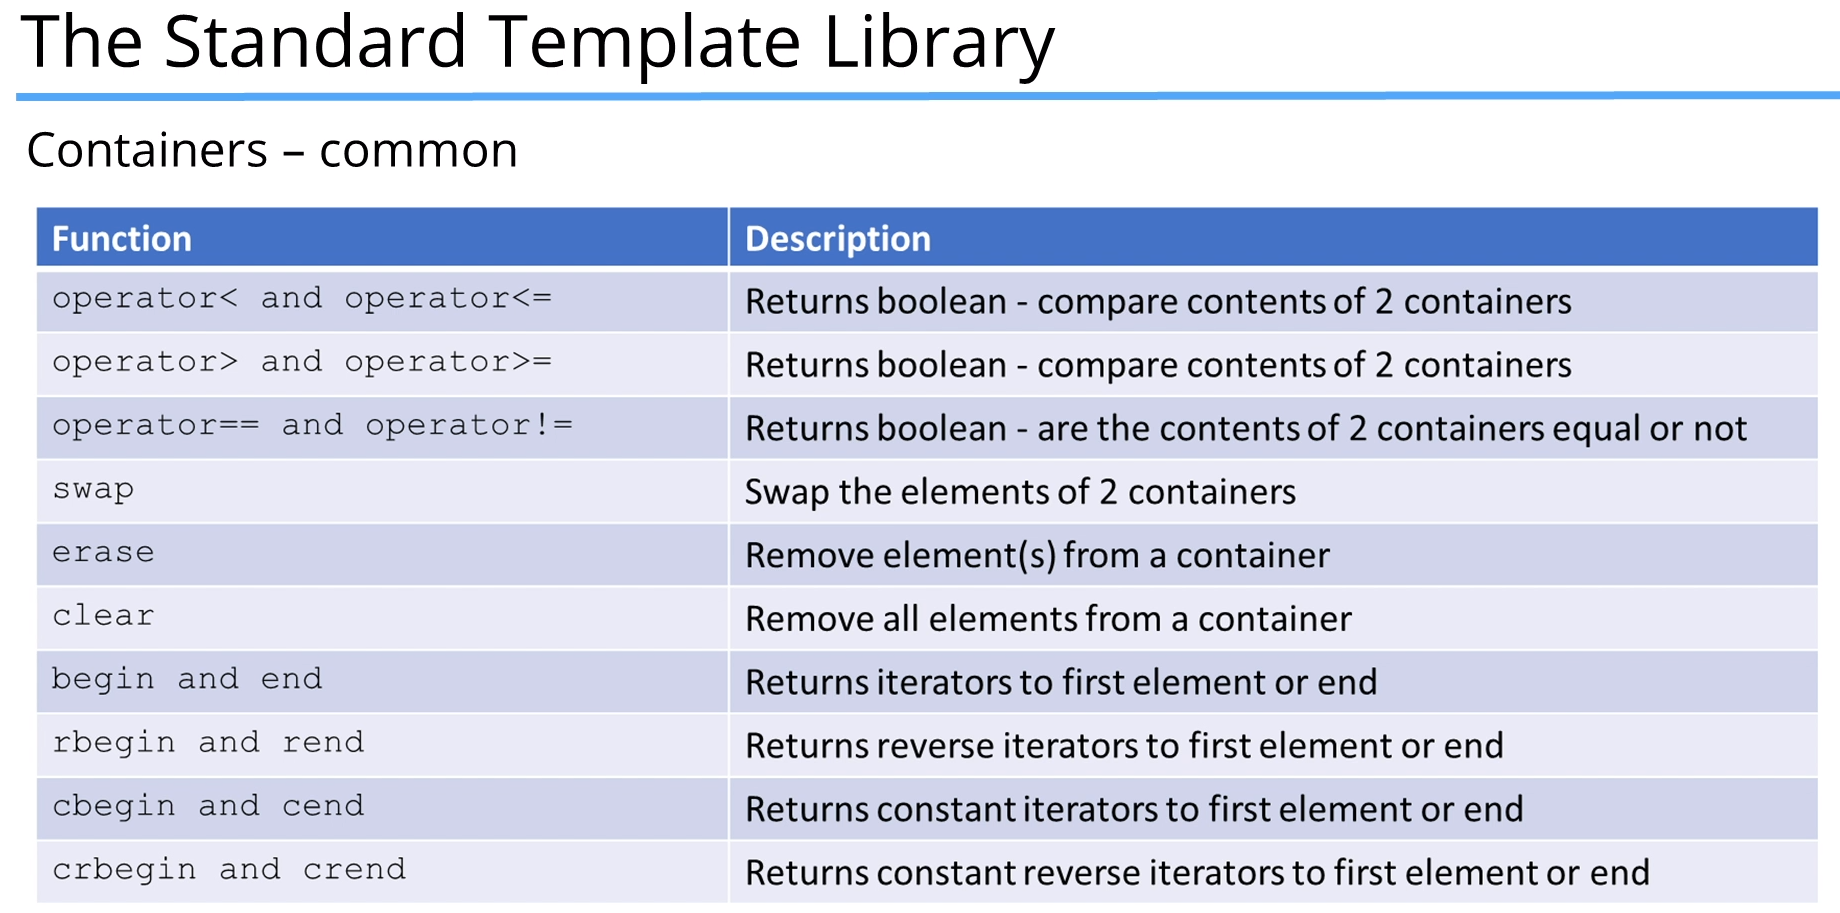 The Standard Template Library
Containers – common
Function Description
operator< and operator<= Returns boolean - compare contents of 2 containers
operator> and operator>= Returns boolean - compare contents of 2 containers
operator== and operator!= Returns boolean - are the contents of 2 containers equal or not
swap Swap the elements of 2 containers
erase Remove element(s) from a container
clear Remove all elements from a container
begin and end Returns iterators to first element or end
rbegin and rend Returns reverse iterators to first element or end
cbegin and cend Returns constant iterators to first element or end
crbegin and crend Returns constant reverse iterators to first element or end